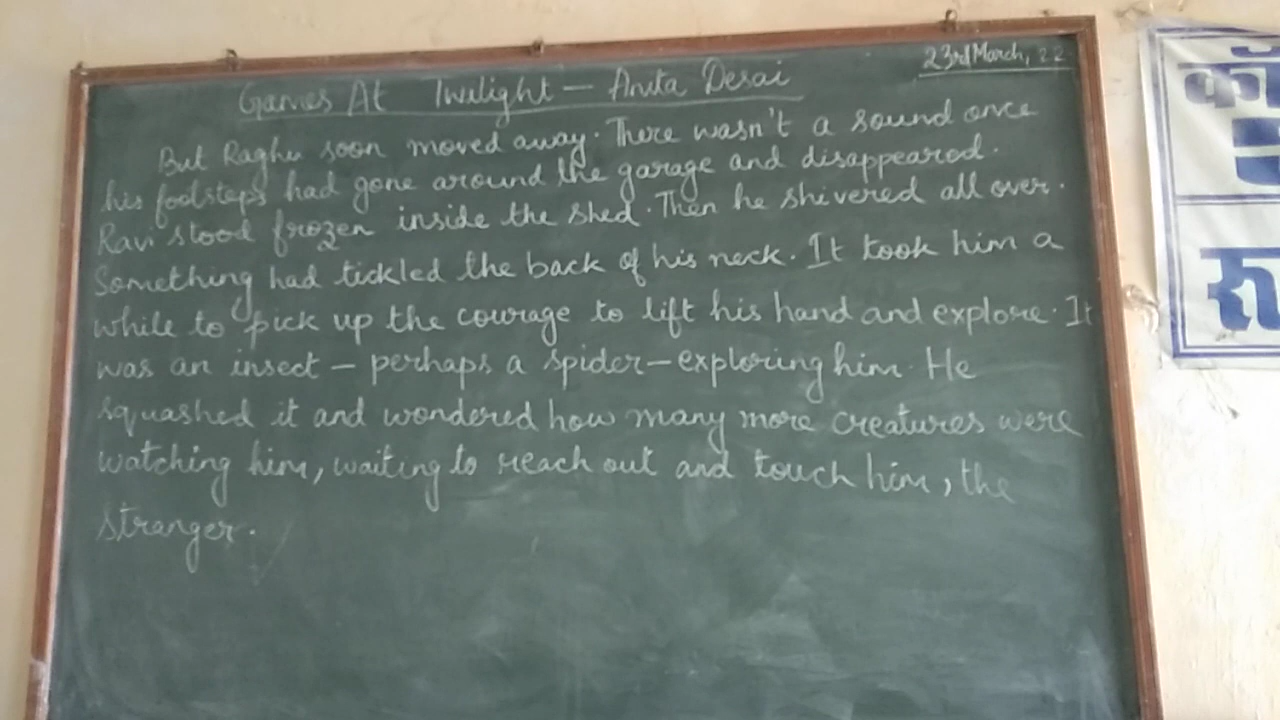 23rd March, 22
Games At Twilight — Anita Desai
But Raghu soon moved away. There wasn't a sound once
his footsteps had gone around the garage and disappeared.
Ravi stood frozen inside the shed. Then he shivered all over.
Something had tickled the back of his neck. It took him a
while to pick up the courage to lift his hand and explore. It
was an insect — perhaps a spider — exploring him. He
squashed it and wondered how many more creatures were
watching him, waiting to reach out and touch him, the
stranger.